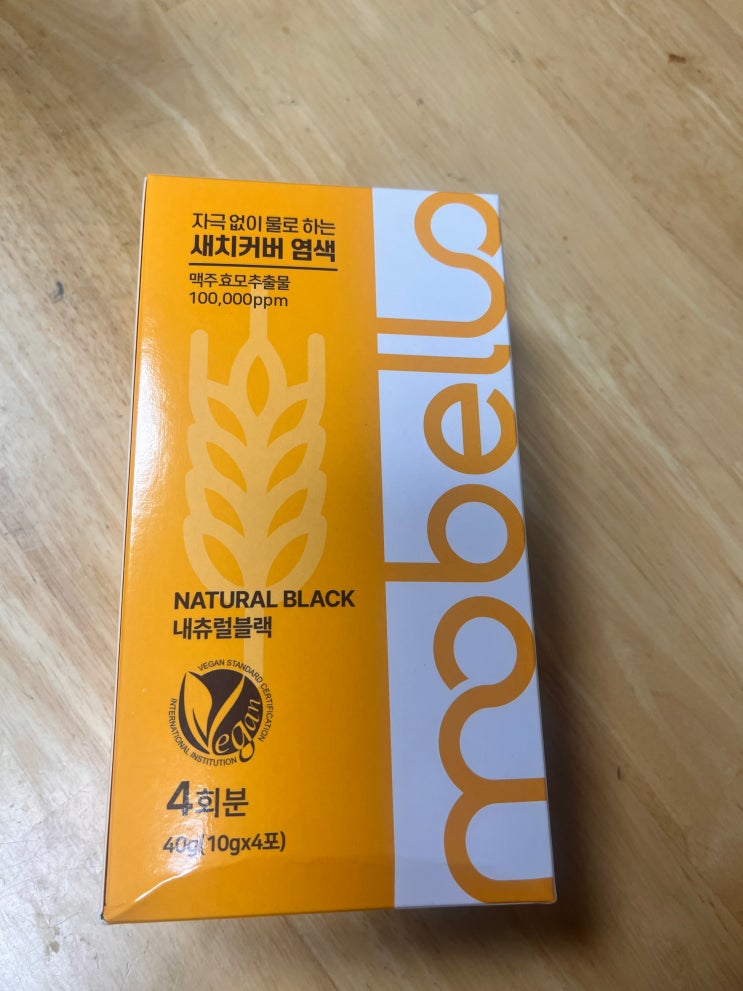 자극 없이 물로 하는
새치커버 염색
맥주효모추출물
100,000ppm
mobello
NATURAL BLACK
내츄럴블랙
VEGAN STANDARD CERTIFICATION
INTERNATIONAL INSTITUTION
Vegan
4회분
40g(10gx4포)